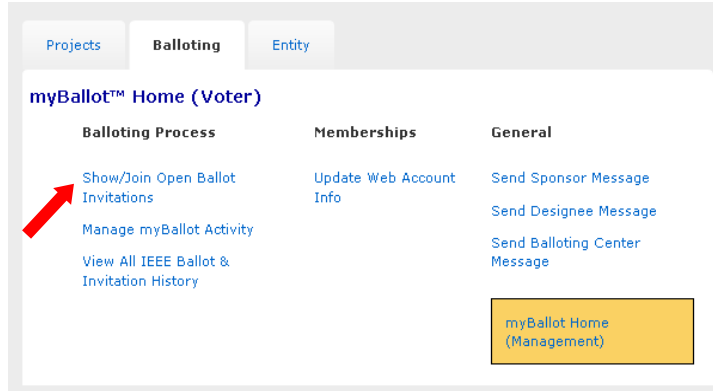 Projects
Balloting
Entity
myBallot™ Home (Voter)
Balloting Process
Show/Join Open Ballot
Invitations
Manage myBallot Activity
View All IEEE Ballot &
Invitation History
Memberships
Update Web Account
Info
General
Send Sponsor Message
Send Designee Message
Send Balloting Center
Message
myBallot Home
(Management)